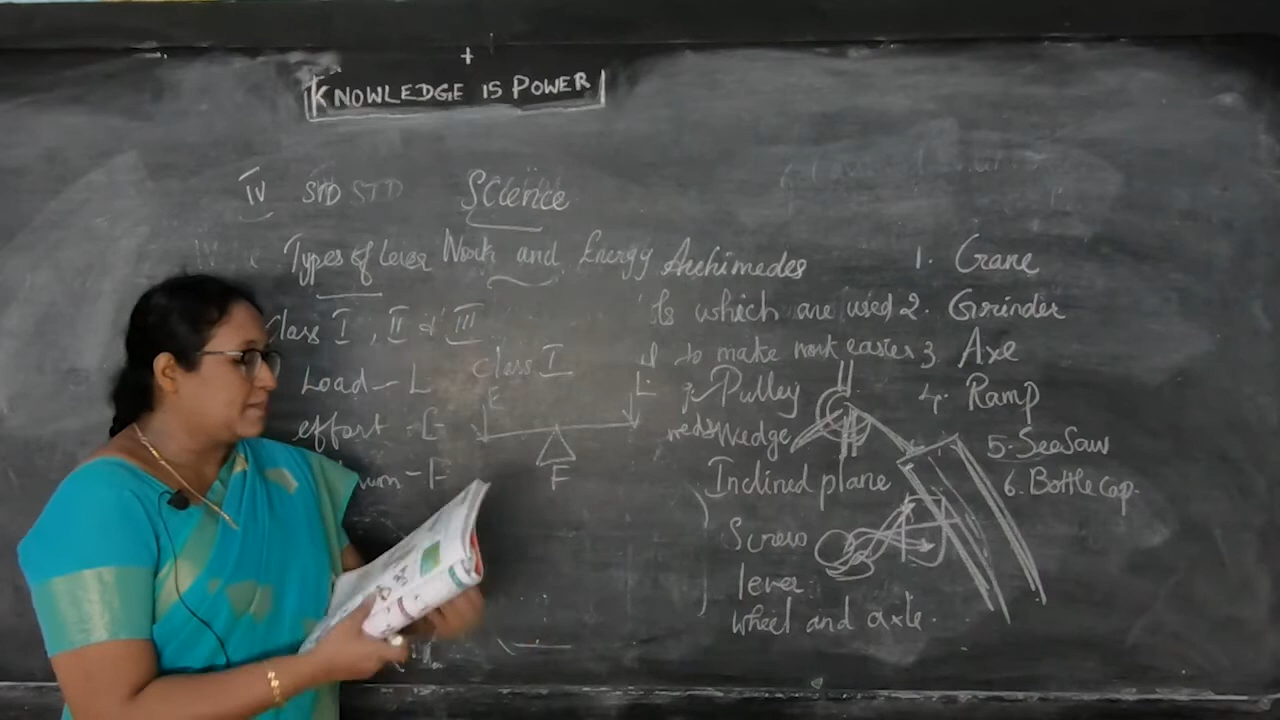 KNOWLEDGE IS POWER
IV STD STD Science
Types of lever Work and Energy Archimedes
Class I, II & III
Class I
Load - L
effort - E
- F
E L
F
which are used
to make work easier
Pulley
Wedge
Inclined plane
Screw
lever
Wheel and axle.
1. Crane
2. Grinder
3 Axe
4. Ramp
5. SeeSaw
6. Bottle cap.